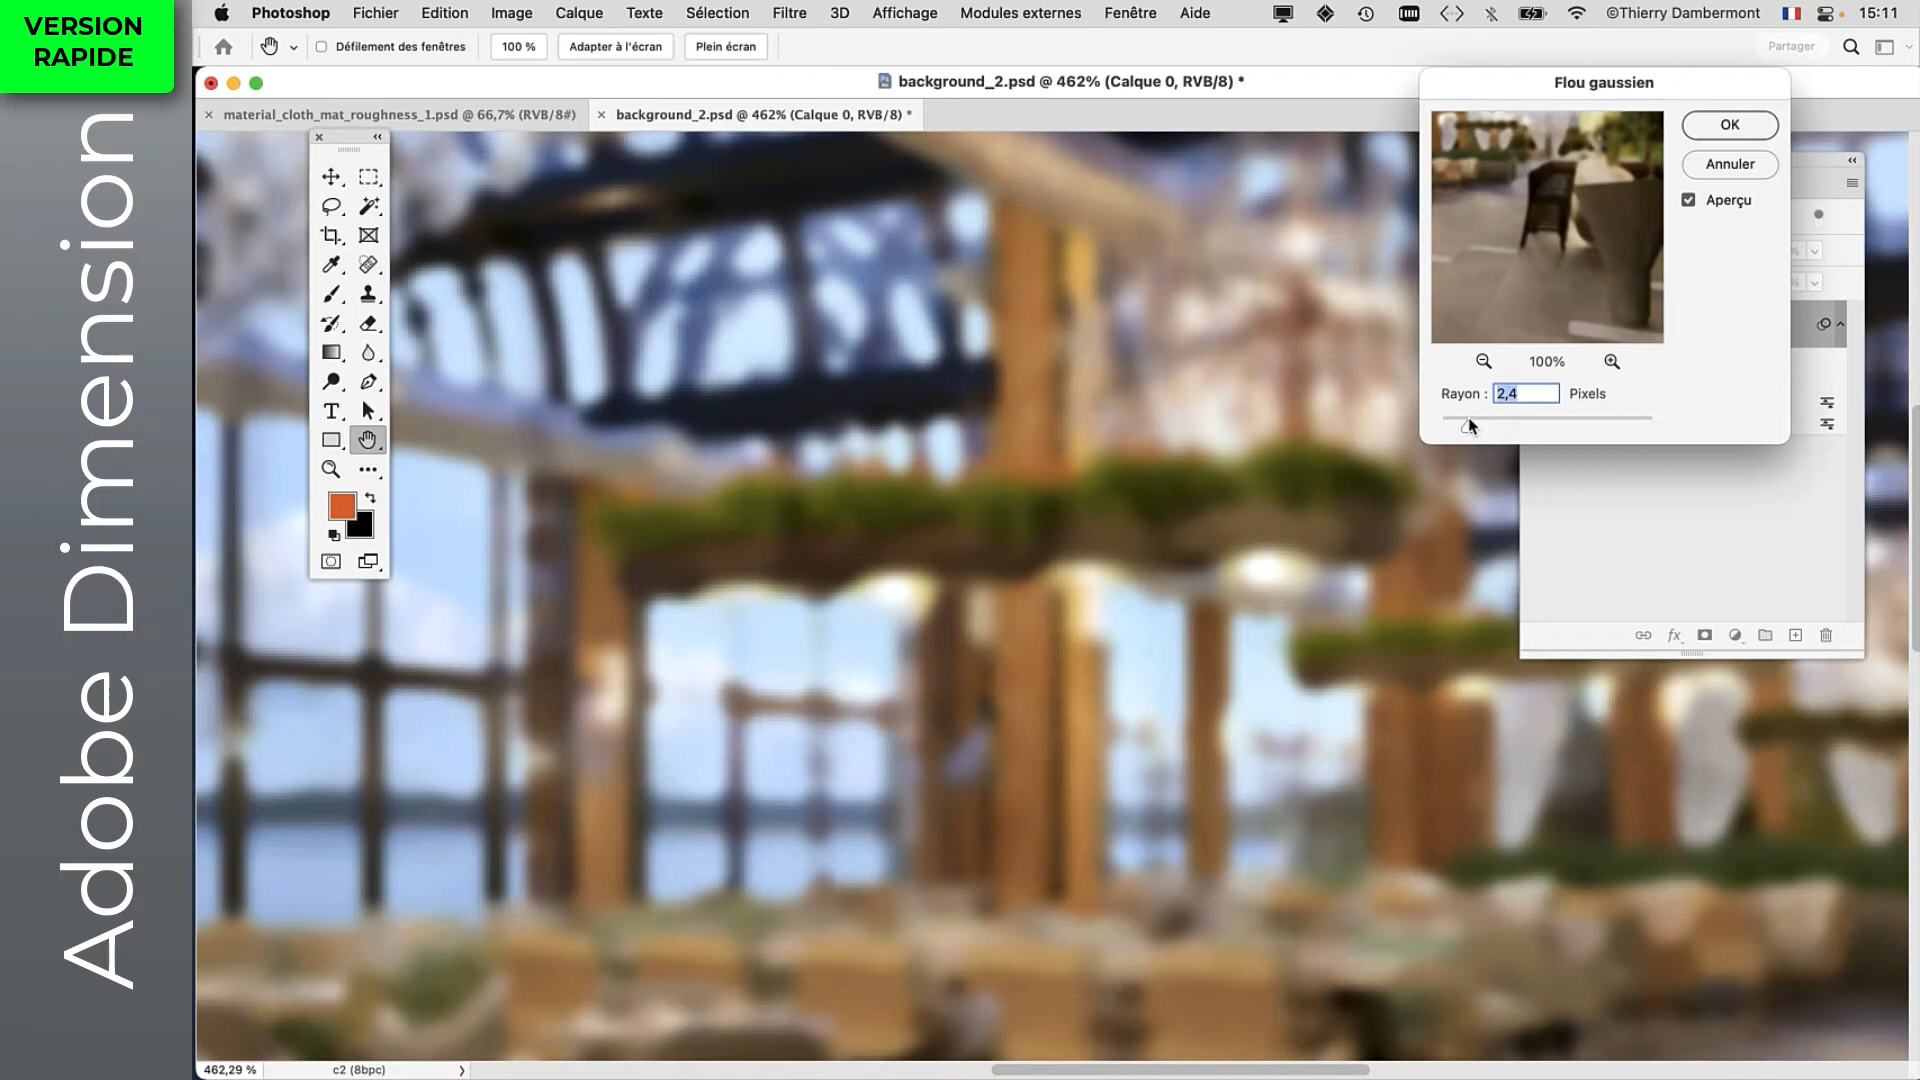 VERSION
RAPIDE
Adobe Dimension
Photoshop Fichier Edition Image Calque Texte Sélection Filtre 3D Affichage Modules externes Fenêtre Aide ©Thierry Dambermont 15:11
Défilement des fenêtres 100 % Adapter à l'écran Plein écran Partager
background_2.psd @ 462% (Calque 0, RVB/8) *
material_cloth_mat_roughness_1.psd @ 66,7% (RVB/8#) background_2.psd @ 462% (Calque 0, RVB/8) *
Flou gaussien
OK
Annuler
Aperçu
100%
Rayon : 2,4 Pixels
%
%
fx
462,29 % c2 (8bpc)